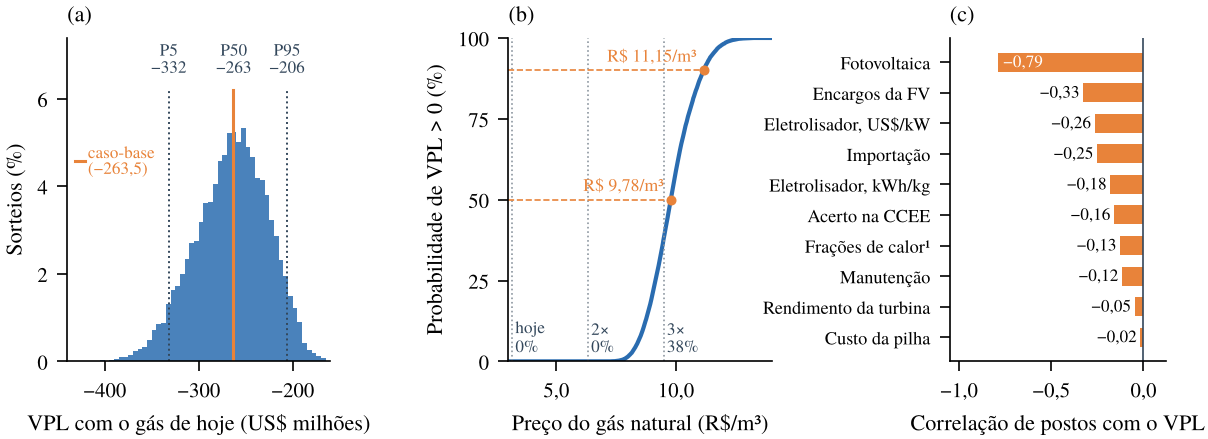 (a)
P5
−332
P50
−263
P95
−206
caso-base
(−263,5)
6
4
2
0
Sorteios (%)
−400
−300
−200
VPL com o gás de hoje (US$ milhões)
(b)
R$ 11,15/m³
R$ 9,78/m³
hoje
0%
2×
0%
3×
38%
100
75
50
25
0
Probabilidade de VPL > 0 (%)
5,0
10,0
Preço do gás natural (R$/m³)
(c)
Fotovoltaica
−0,79
Encargos da FV
−0,33
Eletrolisador, US$/kW
−0,26
Importação
−0,25
Eletrolisador, kWh/kg
−0,18
Acerto na CCEE
−0,16
Frações de calor¹
−0,13
Manutenção
−0,12
Rendimento da turbina
−0,05
Custo da pilha
−0,02
−1,0
−0,5
0,0
Correlação de postos com o VPL